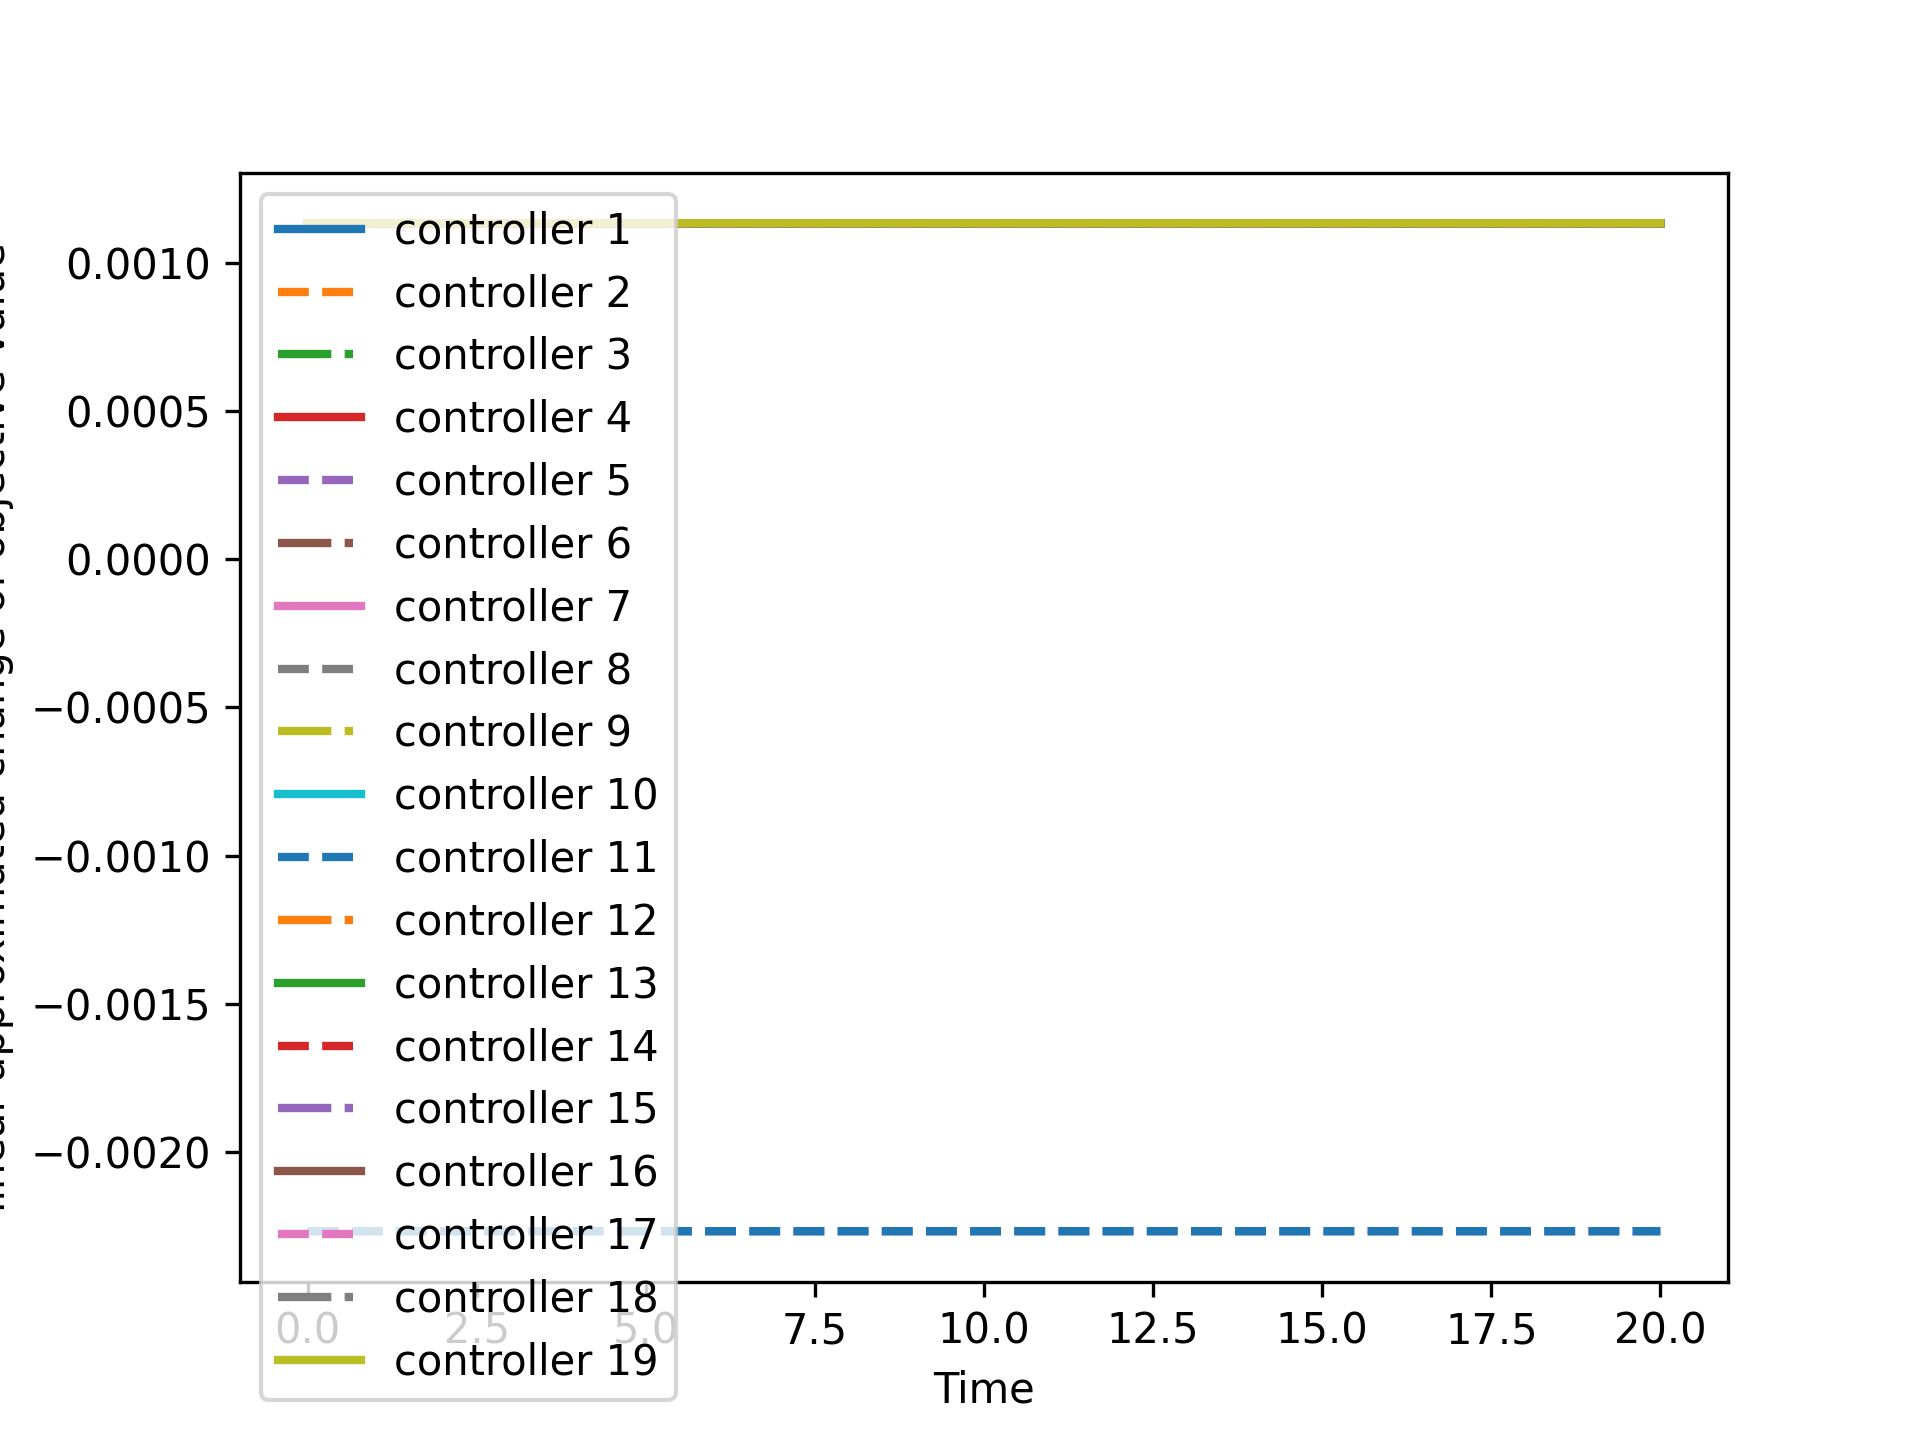 0.0010
0.0005
0.0000
−0.0005
−0.0010
−0.0015
−0.0020
controller 1
controller 2
controller 3
controller 4
controller 5
controller 6
controller 7
controller 8
controller 9
controller 10
controller 11
controller 12
controller 13
controller 14
controller 15
controller 16
controller 17
controller 18
controller 19
0.0 2.5 5.0 7.5 10.0 12.5 15.0 17.5 20.0
Time